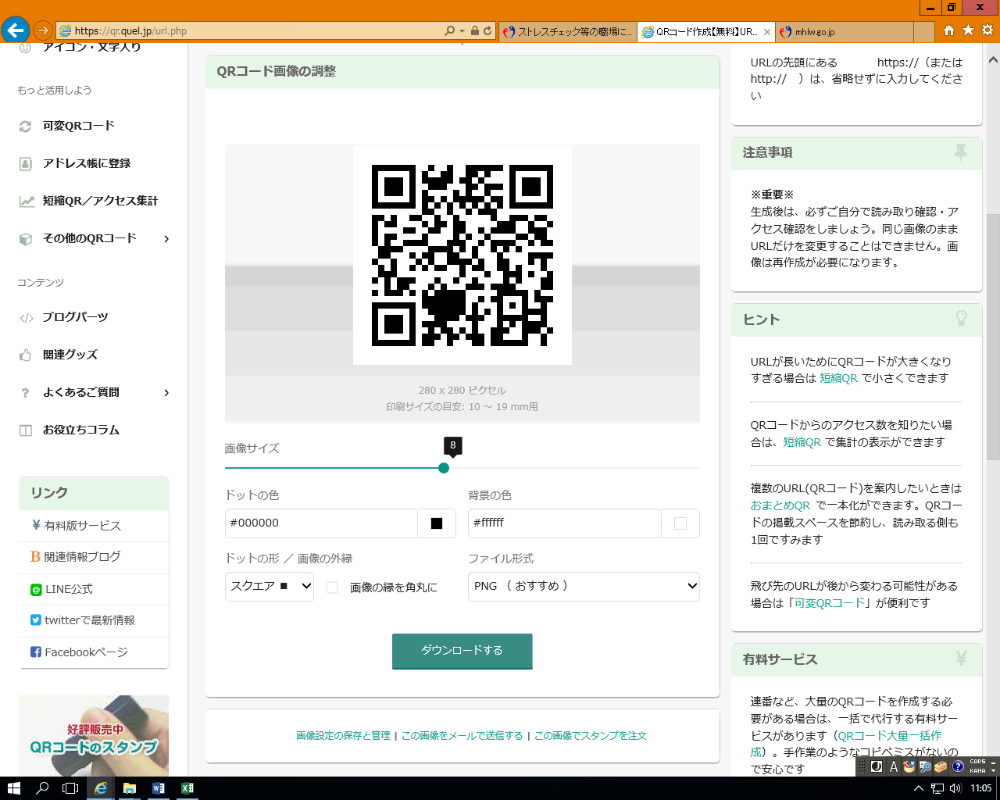 https://qr.quel.jp/url.php
ストレスチェック等の職場に...
QRコード作成【無料】UR...
mhlw.go.jp
アイコン・文字入り
もっと活用しよう
可変QRコード
アドレス帳に登録
短縮QR／アクセス集計
その他のQRコード
コンテンツ
ブログパーツ
関連グッズ
よくあるご質問
お役立ちコラム
リンク
有料版サービス
関連情報ブログ
LINE公式
twitterで最新情報
Facebookページ
好評販売中
QRコードのスタンプ
QRコード画像の調整
280 x 280 ピクセル
印刷サイズの目安: 10 ～ 19 mm用
画像サイズ
8
ドットの色
背景の色
#000000
#ffffff
ドットの形 ／ 画像の外縁
ファイル形式
スクエア ■
画像の縁を角丸に
PNG （ おすすめ ）
ダウンロードする
画像設定の保存と管理 | この画像をメールで送信する | この画像でスタンプを注文
URLの先頭にある https://（または
http:// ）は、省略せずに入力してくださ
い
注意事項
※重要※
生成後は、必ずご自分で読み取り確認・ア
クセス確認をしましょう。同じ画像のまま
URLだけを変更することはできません。画
像は再作成が必要になります。
ヒント
URLが長いためにQRコードが大きくなり
すぎる場合は 短縮QR で小さくできます
QRコードからのアクセス数を知りたい場
合は、短縮QR で集計の表示ができます
複数のURL(QRコード)を案内したいときは
おまとめQR で一本化ができます。QRコー
ドの掲載スペースを節約し、読み取る側も
1回ですみます
飛び先のURLが後から変わる可能性がある
場合は「可変QRコード」が便利です
有料サービス
連番など、大量のQRコードを作成する必
要がある場合は、一括で代行する有料サー
ビスがあります（QRコード大量一括作
成）。手作業のようなコピペミスがないの
で安心です
A
CAPS
KANA
11:05